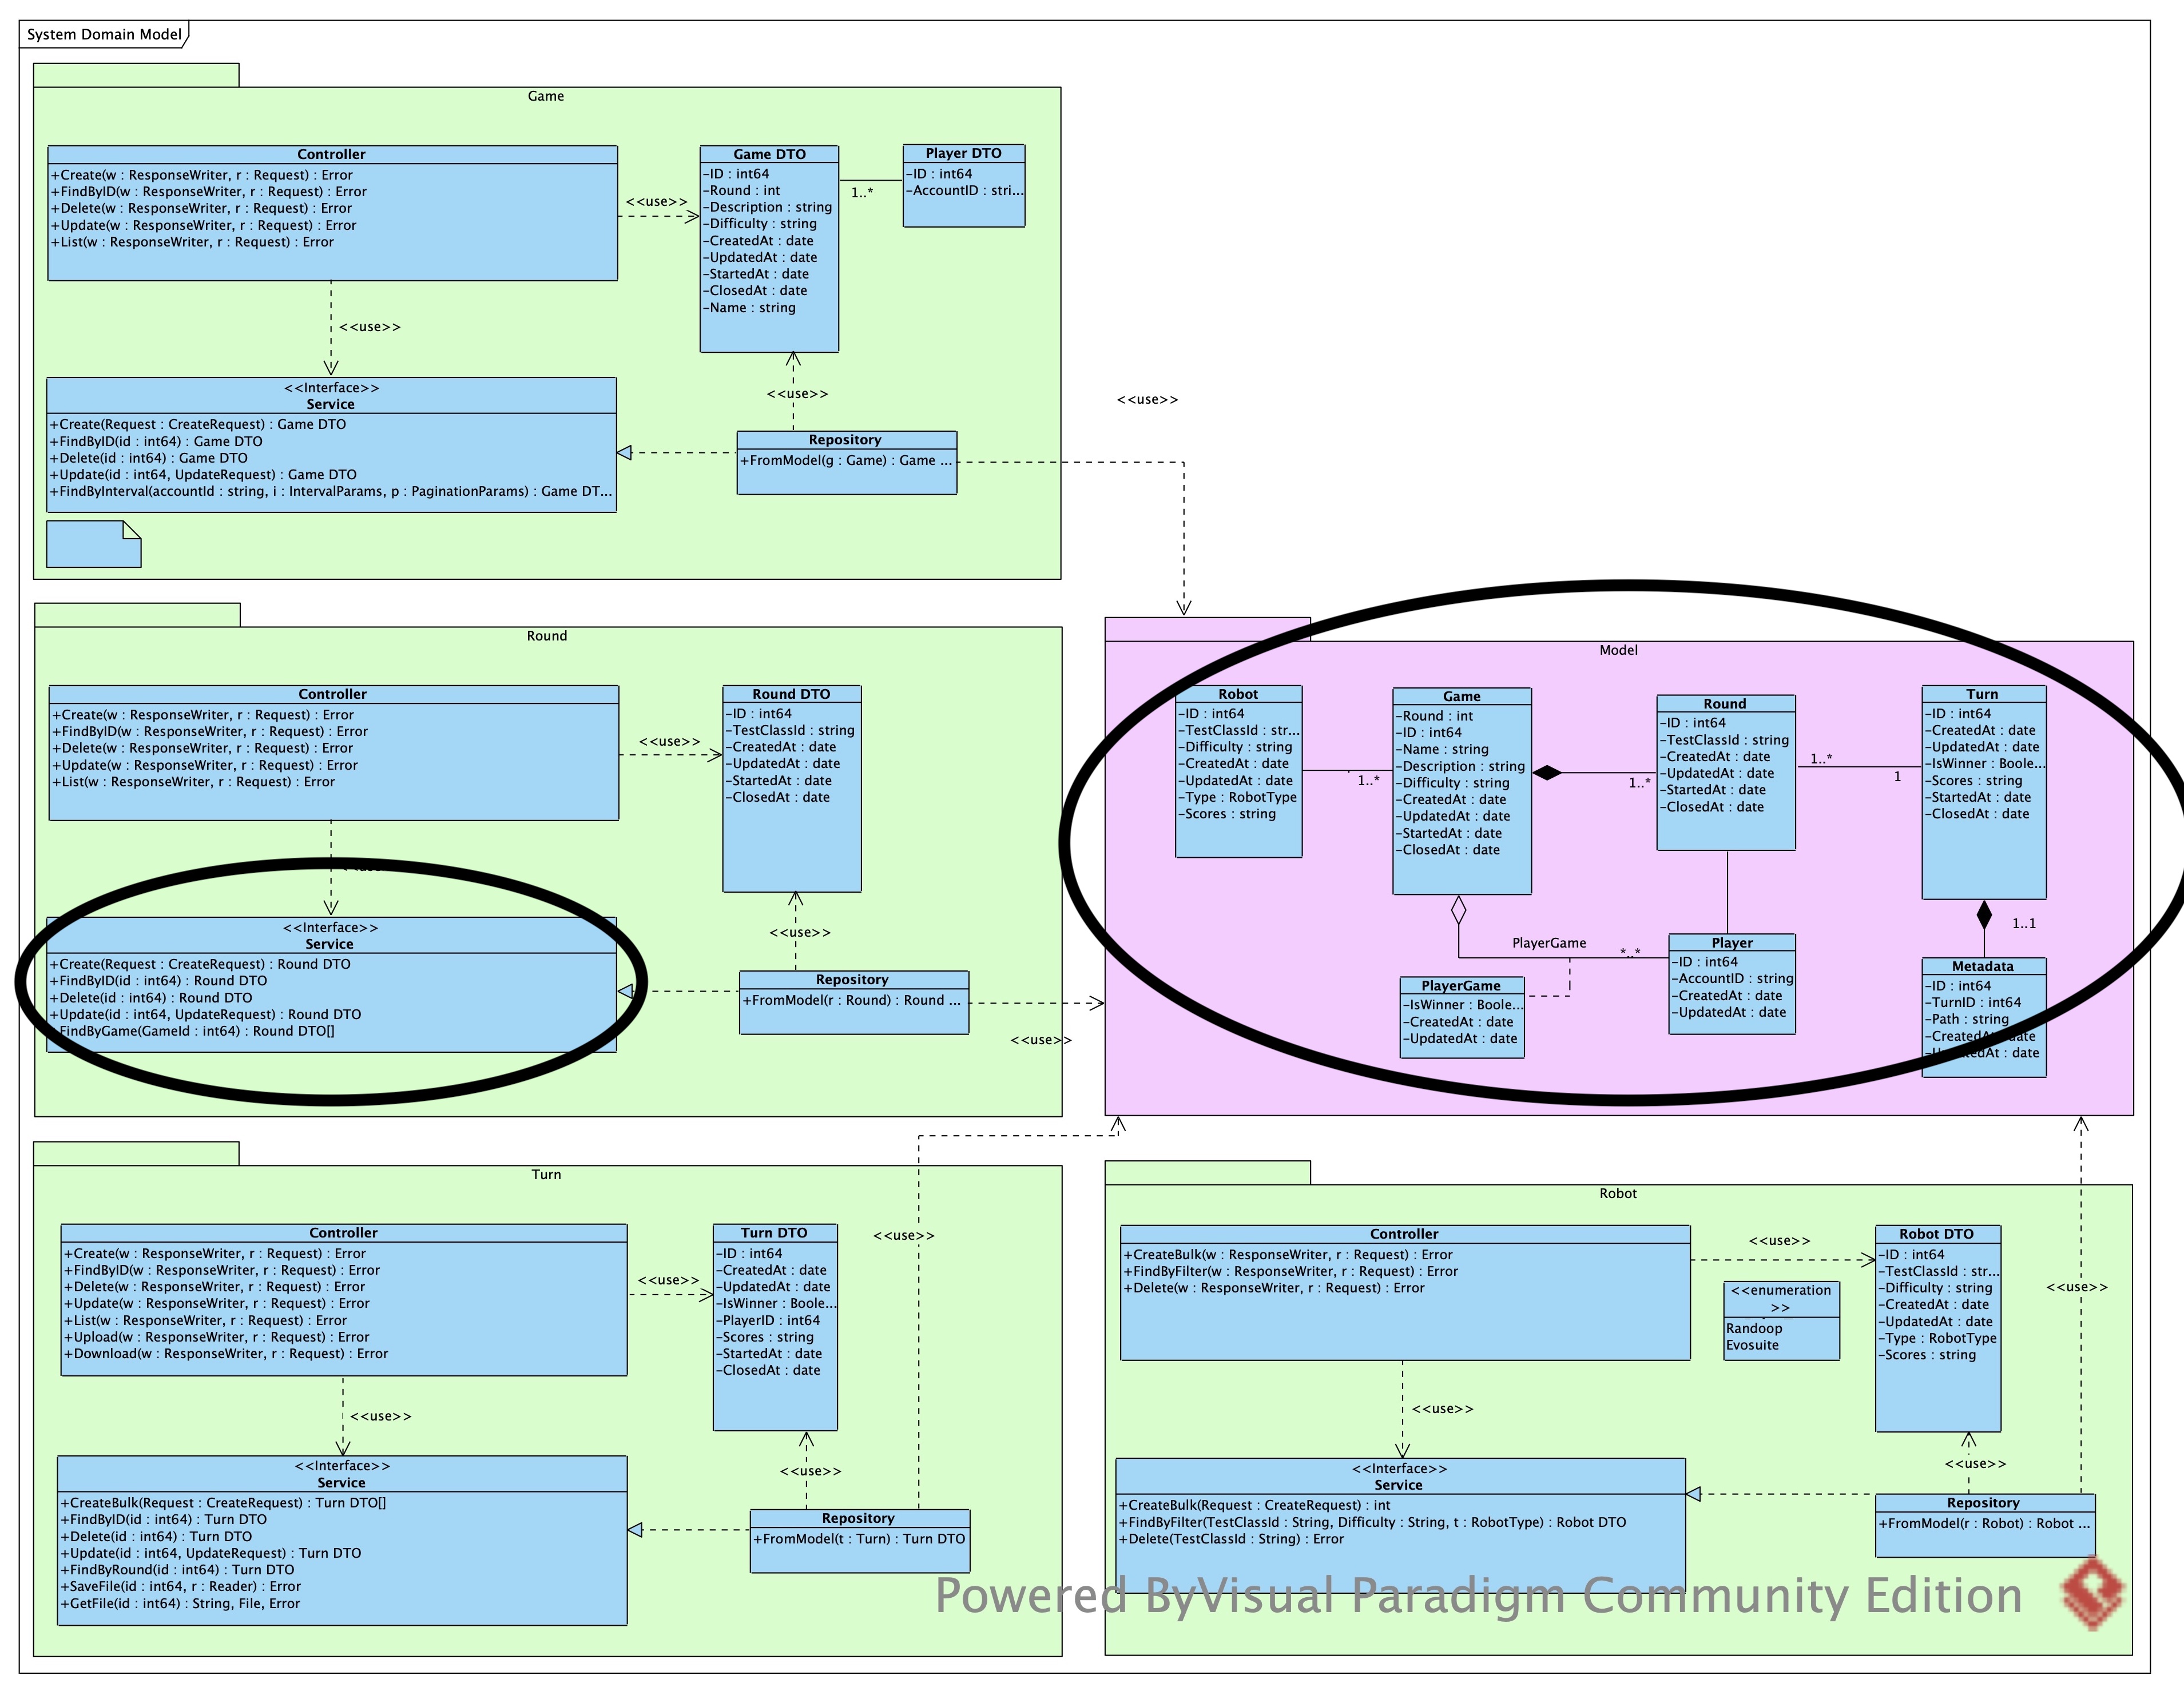 System Domain Model
Game
Controller
+Create(w : ResponseWriter, r : Request) : Error
+FindByID(w : ResponseWriter, r : Request) : Error
+Delete(w : ResponseWriter, r : Request) : Error
+Update(w : ResponseWriter, r : Request) : Error
+List(w : ResponseWriter, r : Request) : Error
<<use>>
Game DTO
-ID : int64
-Round : int
-Description : string
-Difficulty : string
-CreatedAt : date
-UpdatedAt : date
-StartedAt : date
-ClosedAt : date
-Name : string
1..*
Player DTO
-ID : int64
-AccountID : stri...
<<use>>
<<Interface>>
Service
+Create(Request : CreateRequest) : Game DTO
+FindByID(id : int64) : Game DTO
+Delete(id : int64) : Game DTO
+Update(id : int64, UpdateRequest) : Game DTO
+FindByInterval(accountId : string, i : IntervalParams, p : PaginationParams) : Game DT...
<<use>>
Repository
+FromModel(g : Game) : Game ...
<<use>>
Round
Controller
+Create(w : ResponseWriter, r : Request) : Error
+FindByID(w : ResponseWriter, r : Request) : Error
+Delete(w : ResponseWriter, r : Request) : Error
+Update(w : ResponseWriter, r : Request) : Error
+List(w : ResponseWriter, r : Request) : Error
<<use>>
Round DTO
-ID : int64
-TestClassId : string
-CreatedAt : date
-UpdatedAt : date
-StartedAt : date
-ClosedAt : date
<<Interface>>
Service
+Create(Request : CreateRequest) : Round DTO
+FindByID(id : int64) : Round DTO
+Delete(id : int64) : Round DTO
+Update(id : int64, UpdateRequest) : Round DTO
FindByGame(GameId : int64) : Round DTO[]
<<use>>
Repository
+FromModel(r : Round) : Round ...
<<use>>
Model
Robot
-ID : int64
-TestClassId : str...
-Difficulty : string
-CreatedAt : date
-UpdatedAt : date
-Type : RobotType
-Scores : string
1..*
Game
-Round : int
-ID : int64
-Name : string
-Description : string
-Difficulty : string
-CreatedAt : date
-UpdatedAt : date
-StartedAt : date
-ClosedAt : date
1..*
Round
-ID : int64
-TestClassId : string
-CreatedAt : date
-UpdatedAt : date
-StartedAt : date
-ClosedAt : date
1..*
1
Turn
-ID : int64
-CreatedAt : date
-UpdatedAt : date
-IsWinner : Boole...
-Scores : string
-StartedAt : date
-ClosedAt : date
1..1
PlayerGame
*..*
PlayerGame
-IsWinner : Boole...
-CreatedAt : date
-UpdatedAt : date
Player
-ID : int64
-AccountID : string
-CreatedAt : date
-UpdatedAt : date
Metadata
-ID : int64
-TurnID : int64
-Path : string
-CreatedAt : date
-UpdatedAt : date
Turn
Controller
+Create(w : ResponseWriter, r : Request) : Error
+FindByID(w : ResponseWriter, r : Request) : Error
+Delete(w : ResponseWriter, r : Request) : Error
+Update(w : ResponseWriter, r : Request) : Error
+List(w : ResponseWriter, r : Request) : Error
+Upload(w : ResponseWriter, r : Request) : Error
+Download(w : ResponseWriter, r : Request) : Error
<<use>>
Turn DTO
-ID : int64
-CreatedAt : date
-UpdatedAt : date
-IsWinner : Boole...
-PlayerID : int64
-Scores : string
-StartedAt : date
-ClosedAt : date
<<use>>
<<use>>
<<Interface>>
Service
+CreateBulk(Request : CreateRequest) : Turn DTO[]
+FindByID(id : int64) : Turn DTO
+Delete(id : int64) : Turn DTO
+Update(id : int64, UpdateRequest) : Turn DTO
+FindByRound(id : int64) : Turn DTO
+SaveFile(id : int64, r : Reader) : Error
+GetFile(id : int64) : String, File, Error
<<use>>
Repository
+FromModel(t : Turn) : Turn DTO
Robot
Controller
+CreateBulk(w : ResponseWriter, r : Request) : Error
+FindByFilter(w : ResponseWriter, r : Request) : Error
+Delete(w : ResponseWriter, r : Request) : Error
<<use>>
<<enumeration
>>
Randoop
Evosuite
Robot DTO
-ID : int64
-TestClassId : str...
-Difficulty : string
-CreatedAt : date
-UpdatedAt : date
-Type : RobotType
-Scores : string
<<use>>
<<use>>
<<Interface>>
Service
+CreateBulk(Request : CreateRequest) : int
+FindByFilter(TestClassId : String, Difficulty : String, t : RobotType) : Robot DTO
+Delete(TestClassId : String) : Error
<<use>>
Repository
+FromModel(r : Robot) : Robot ...
Powered ByVisual Paradigm Community Edition